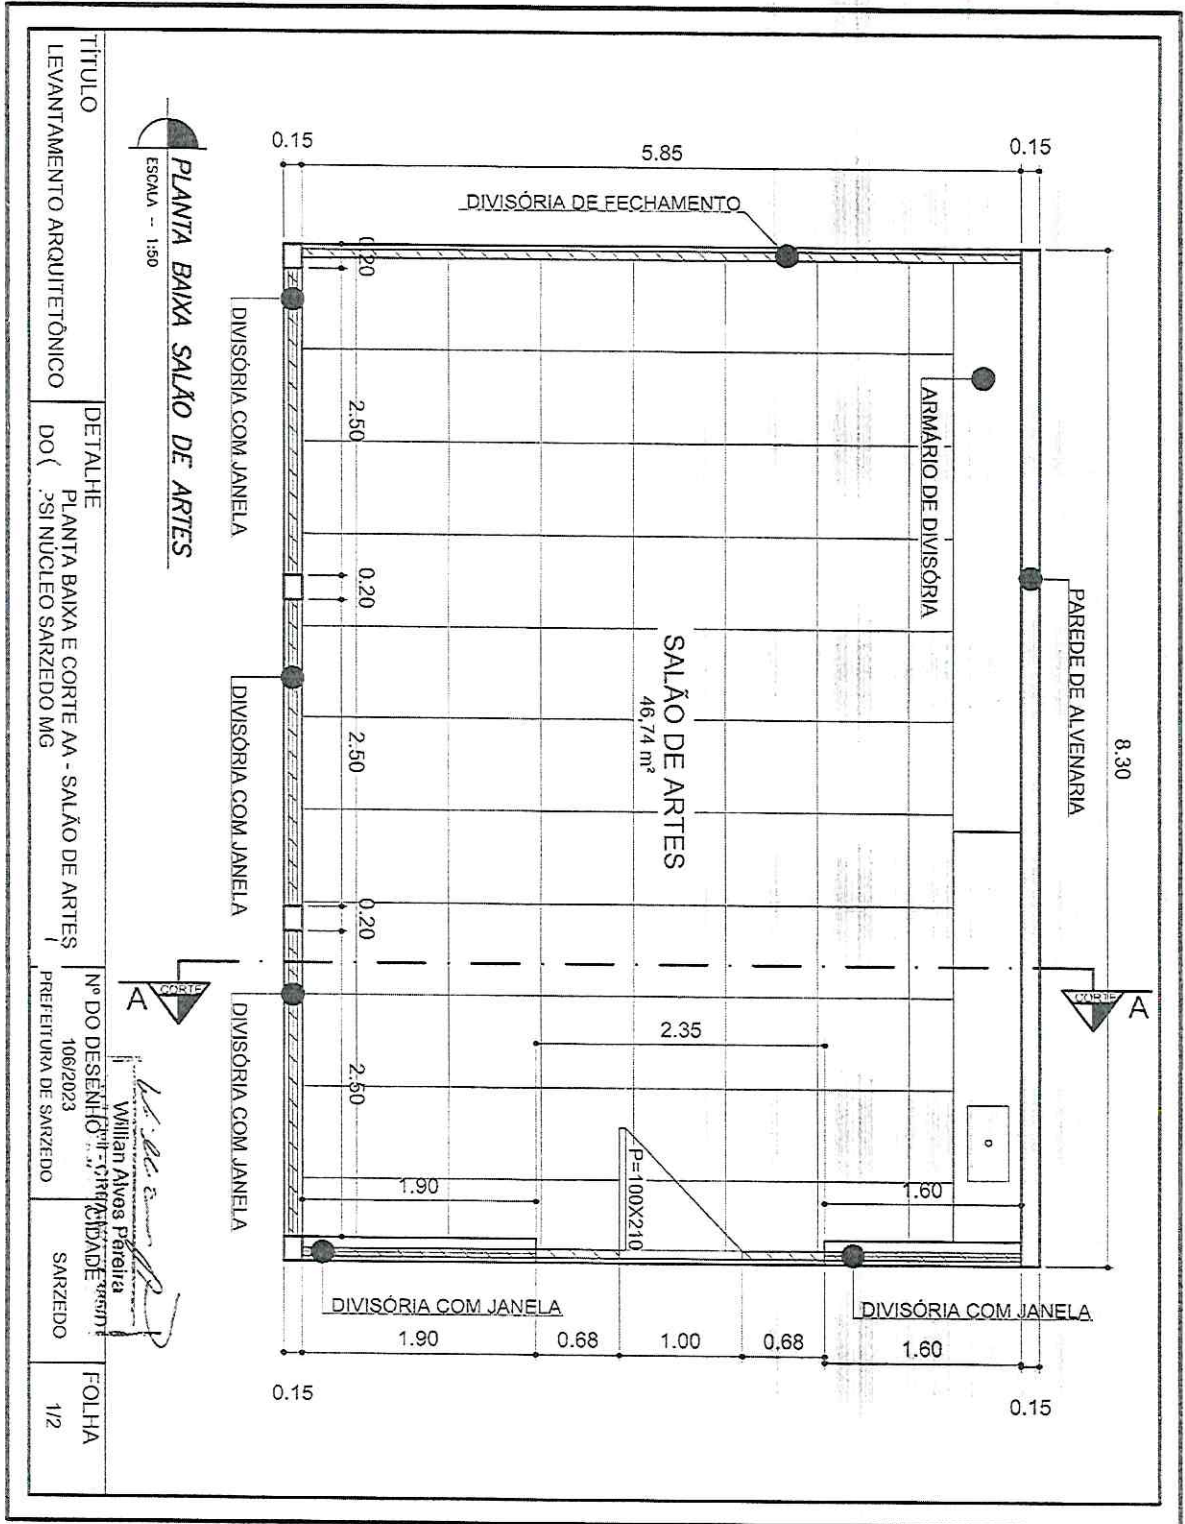 0.15
5.85
0.15
DIVISÓRIA DE FECHAMENTO
0.20
2.50
0.20
2.50
0.20
2.50
DIVISÓRIA COM JANELA
DIVISÓRIA COM JANELA
DIVISÓRIA COM JANELA
ARMÁRIO DE DIVISÓRIA
PAREDE DE ALVENARIA
8.30
SALÃO DE ARTES
46,74 m²
CORTE
A
CORTE
A
2.35
P=100X210
1.90
1.60
DIVISÓRIA COM JANELA
DIVISÓRIA COM JANELA
1.90
0.68
1.00
0.68
1.60
0.15
0.15
PLANTA BAIXA SALÃO DE ARTES
ESCALA -- 1:50
TÍTULO
LEVANTAMENTO ARQUITETÔNICO
DETALHE
PLANTA BAIXA E CORTE AA - SALÃO DE ARTES
DO PSI NÚCLEO SARZEDO MG
Nº DO DESENHO
106/2023
PREFEITURA DE SARZEDO
Willian Alves Pereira
CIDADE
SARZEDO
FOLHA
1/2